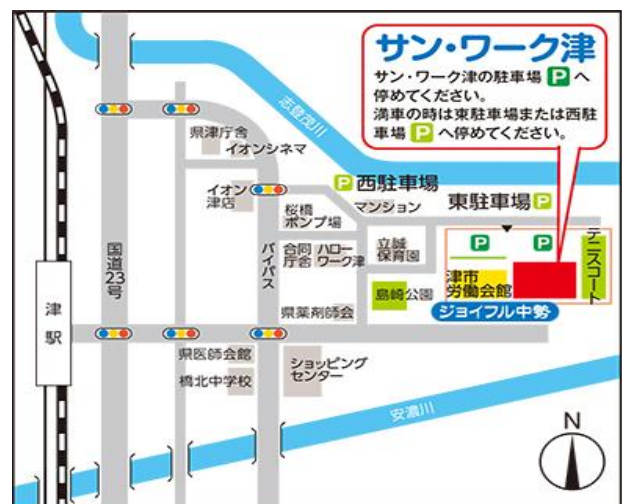 サン・ワーク津
サン・ワーク津の駐車場 P へ
停めてください。
満車の時は東駐車場または西駐
車場 P へ停めてください。
志登茂川
県津庁舎
イオンシネマ
イオン
津店
P 西駐車場
マンション
東駐車場 P
桜橋
ポンプ場
国道23号
バイパス
合同
庁舎
ハロー
ワーク津
立誠
保育園
P
P
テニスコート
津市
労働会館
島崎公園
ジョイフル中勢
県薬剤師会
津駅
県医師会館
橋北中学校
ショッピング
センター
安濃川
N